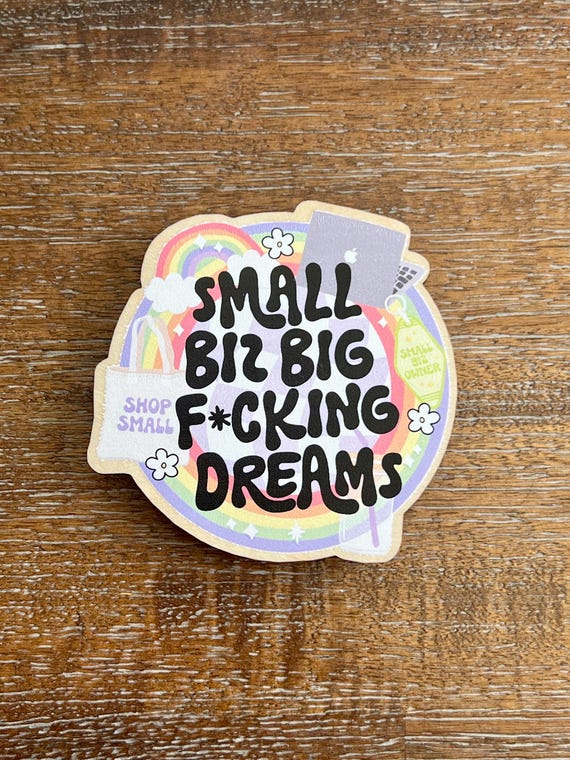 SMALL
BIZ BIG
F*CKING
DREAMS
SHOP
SMALL
SMALL
BIZ
OWNER